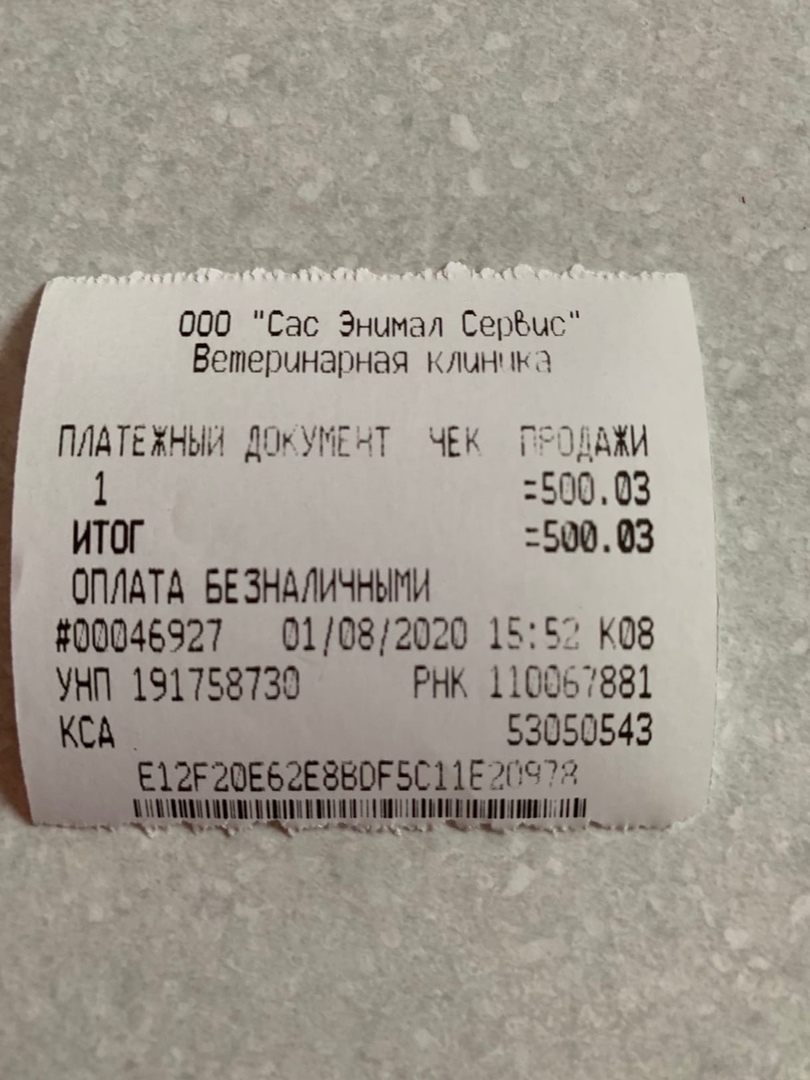 ООО "Сас Энимал Сервис"
Ветеринарная клиника
ПЛАТЕЖНЫЙ ДОКУМЕНТ ЧЕК ПРОДАЖИ
1 =500.03
ИТОГ =500.03
ОПЛАТА БЕЗНАЛИЧНЫМИ
#00046927 01/08/2020 15:52 К08
УНП 191758730 РНК 110067881
КСА 53050543
E12F20E62E8BDF5C11E20978